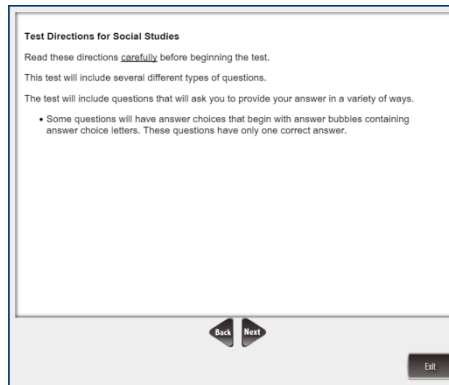 Test Directions for Social Studies
Read these directions carefully before beginning the test.
This test will include several different types of questions.
The test will include questions that will ask you to provide your answer in a variety of ways.
• Some questions will have answer choices that begin with answer bubbles containing
answer choice letters. These questions have only one correct answer.
Back Next
Exit